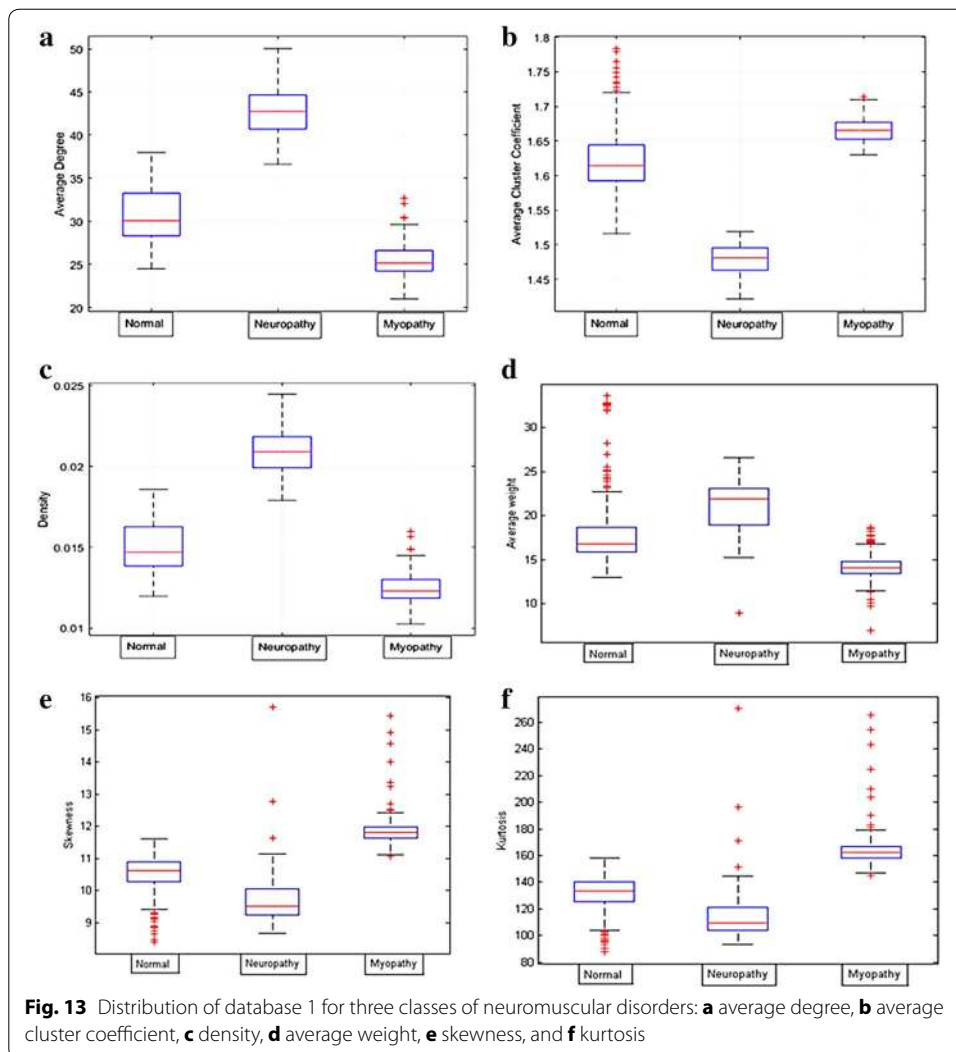 a
50
45
40
35
30
25
20
Average Degree
Normal Neuropathy Myopathy
b
1.8
1.75
1.7
1.65
1.6
1.55
1.5
1.45
Average Cluster Coefficient
Normal Neuropathy Myopathy
c
0.025
0.02
0.015
0.01
Density
Normal Neuropathy Myopathy
d
30
25
20
15
10
Average weight
Normal Neuropathy Myopathy
e
16
15
14
13
12
11
10
9
Skewness
Normal Neuropathy Myopathy
f
260
240
220
200
180
160
140
120
100
80
Kurtosis
Normal Neuropathy Myopathy
Fig. 13 Distribution of database 1 for three classes of neuromuscular disorders: a average degree, b average
cluster coefficient, c density, d average weight, e skewness, and f kurtosis